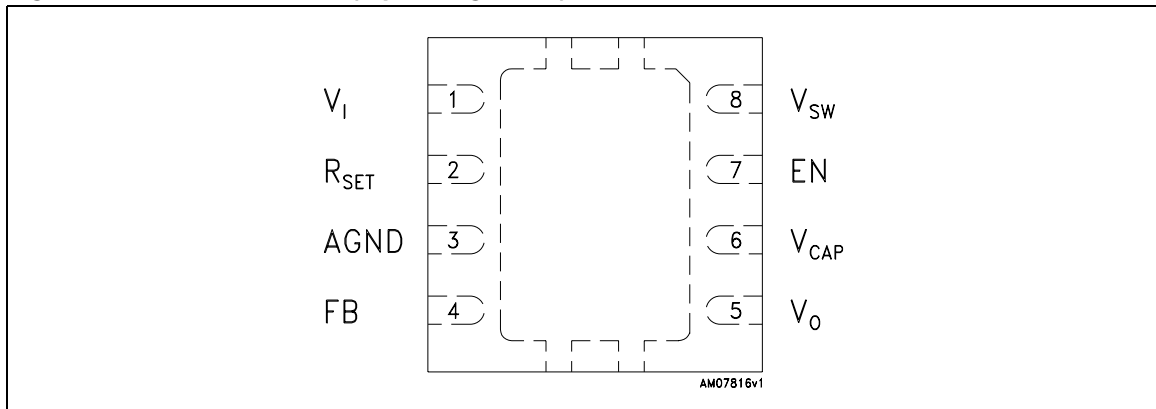 V_I 1 8 V_SW
R_SET 2 7 EN
AGND 3 6 V_CAP
FB 4 5 V_O
AM07816v1